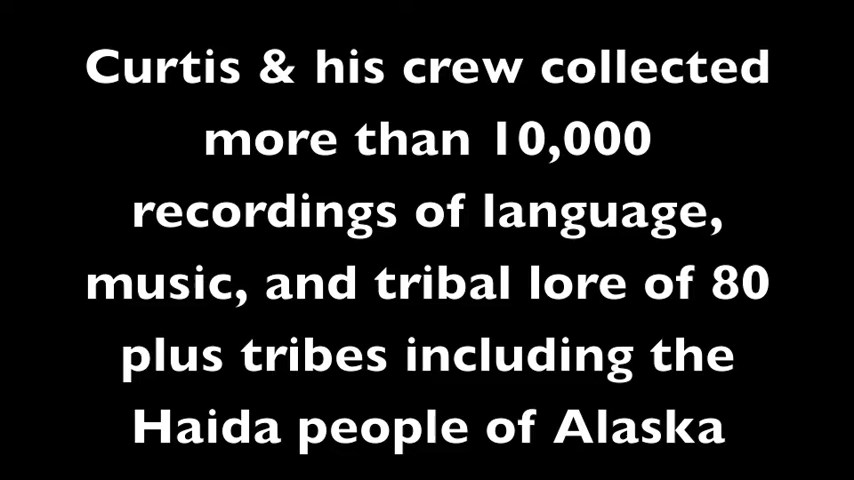 Curtis & his crew collected
more than 10,000
recordings of language,
music, and tribal lore of 80
plus tribes including the
Haida people of Alaska